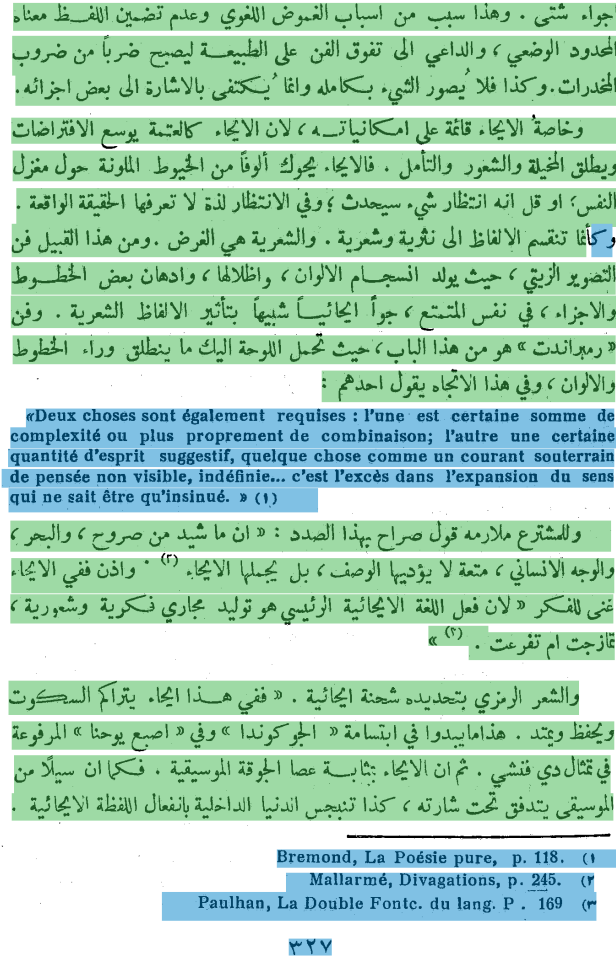 اجواء شتى . وهذا سبب من اسباب الغموض اللغوي وعدم تضمين اللفظ معناه
المحدود الوضعي ، والداعي الى تفوق الفن على الطبيعة ليصبح ضرباً من ضروب
المخدرات. وكذا فلا يُصور الشيء بكامله وانما يُكتفى بالاشارة الى بعض اجزائه.
وخاصة الايحاء قائمة على امكانياته ، لان الايحاء كالعتمة يوسع الافتراضات
ويطلق المخيلة والشعور والتأمل . فالايحاء يحوك ألوفاً من الخيوط الملونة حول مغزل
النفس؛ او قل انه انتظار شيء سيحدث ؛ وفي الانتظار لذة لا تعرفها الحقيقة الواقعة .
وكأنما تنقسم الالفاظ الى نثرية وشعرية ، والشعرية هي الغرض . ومن هذا القبيل فن
التصوير الزيتي ، حيث يولد انسجام الالوان ، واظلالها ، وادهان بعض الخطوط
والاجزاء ، في نفس المتمتع ، جواً ايحائياً شبيهاً بتأثير الالفاظ الشعرية . وفن
« رمبراندت » هو من هذا الباب ، حيث تحمل اللوحة اليك ما ينطلق وراء الخطوط
والالوان ، وفي هذا الاتجاه يقول احدهم :
«Deux choses sont également requises : l'une est certaine somme de
complexité ou plus proprement de combinaison; l'autre une certaine
quantité d'esprit suggestif, quelque chose comme un courant souterrain
de pensée non visible, indéfinie... c'est l'excès dans l'expansion du sens
qui ne sait être qu'insinué. » (١)
وللمشترع ملارمه قول صراح بهذا الصدد : « ان ما شيد من صروح ، والبحر ،
والوجه الانساني ، متعة لا يؤديها الوصف ، بل يجملها الايحاء (٢) . واذن ففي الايحاء
غنى للفكر « لان فعل اللغة الايحائية الرئيسي هو توليد مجاري فكرية وشعورية ،
تمازجت ام تفرعت . (٢) »
والشعر الرمزي بتحديده شحنة ايحائية . « ففي هذا ايحاء يتراكم السكوت
ويحفظ ويمتد . هذا مايبدوا في ابتسامة « الجوكوندا » وفي « اصبع يوحنا » المرفوعة
في تمثال دي فنشي . ثم ان الايحاء بمثابة عصا الجوقة الموسيقية . فكما ان سيلًا من
الموسيقى يتدفق تحت شارته ، كذا تنبجس الدنيا الداخلية بانفعال اللفظة الايحائية .
Bremond, La Poésie pure, p. 118. (١
Mallarmé, Divagations, p. 245. (٢
Paulhan, La Double Fontc. du lang. P . 169 (٣
٣٢٧